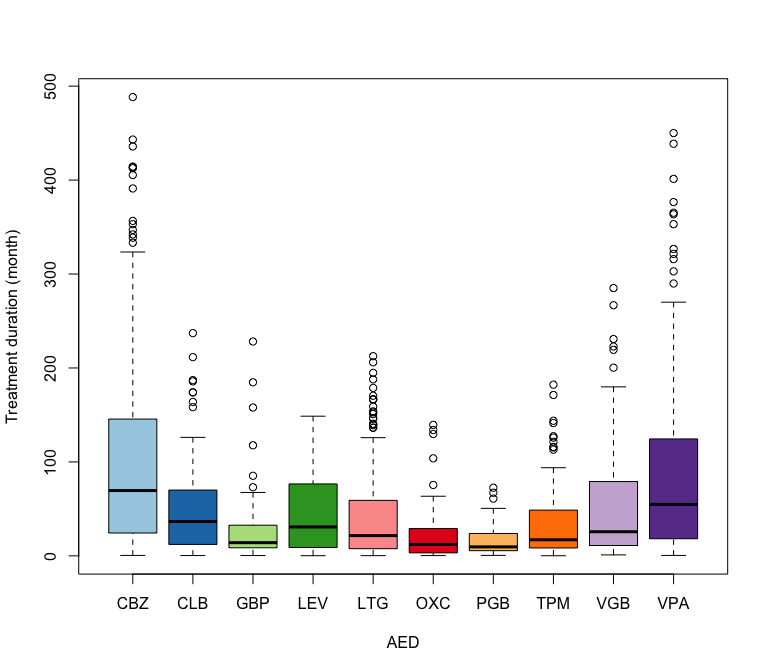 500
400
300
200
100
0
Treatment duration (month)
CBZ CLB GBP LEV LTG OXC PGB TPM VGB VPA
AED